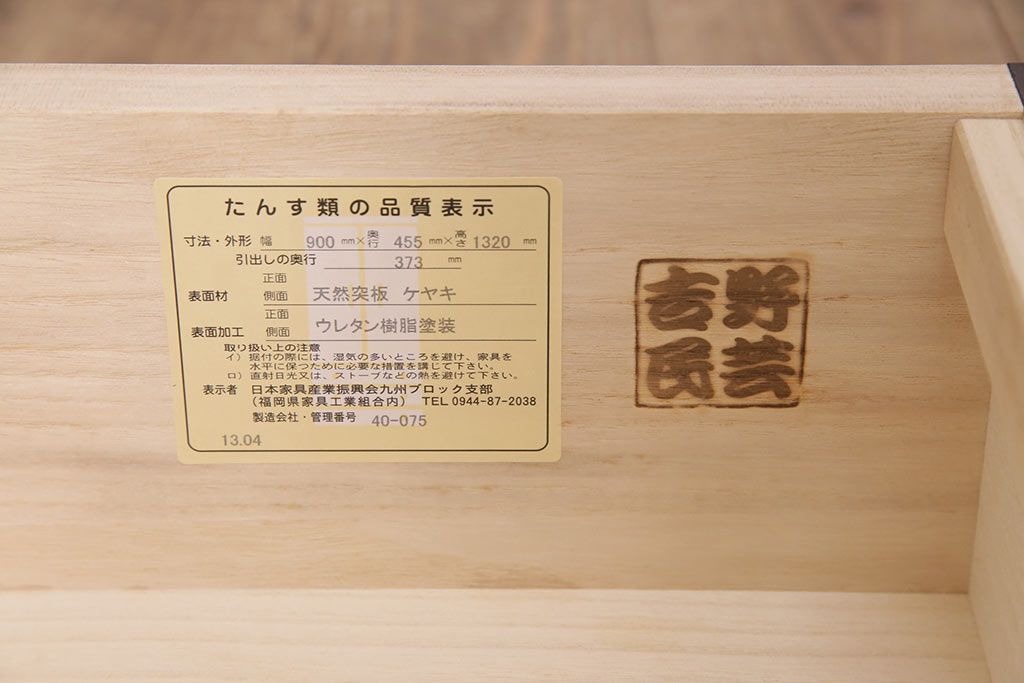 たんす類の品質表示
寸法・外形 幅 900 mm×奥行 455 mm×高さ 1320 mm
引出しの奥行 373 mm
正面
表面材 側面 天然突板 ケヤキ
正面
表面加工 側面 ウレタン樹脂塗装
取り扱い上の注意
イ）据付の際には、湿気の多いところを避け、家具を
水平に保つために必要な措置を講じて下さい。
ロ）直射日光又は、ストーブなどの熱を避けて下さい。
表示者 日本家具産業振興会九州ブロック支部
（福岡県家具工業組合内） TEL 0944-87-2038
製造会社・管理番号 40-075
13.04
野芸
吉民